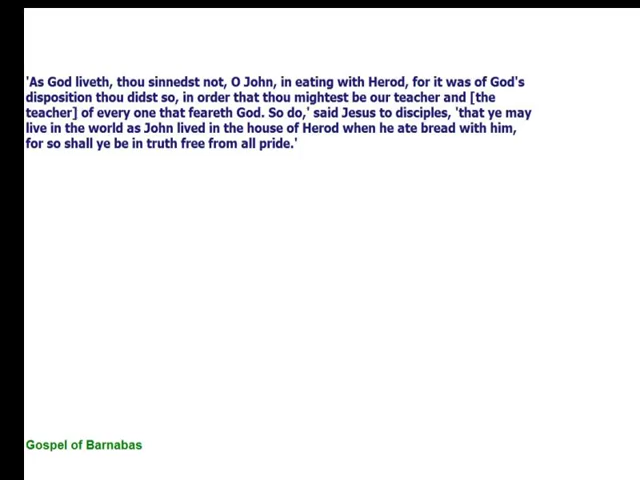 'As God liveth, thou sinnedst not, O John, in eating with Herod, for it was of God's
disposition thou didst so, in order that thou mightest be our teacher and [the
teacher] of every one that feareth God. So do,' said Jesus to disciples, 'that ye may
live in the world as John lived in the house of Herod when he ate bread with him,
for so shall ye be in truth free from all pride.'
Gospel of Barnabas